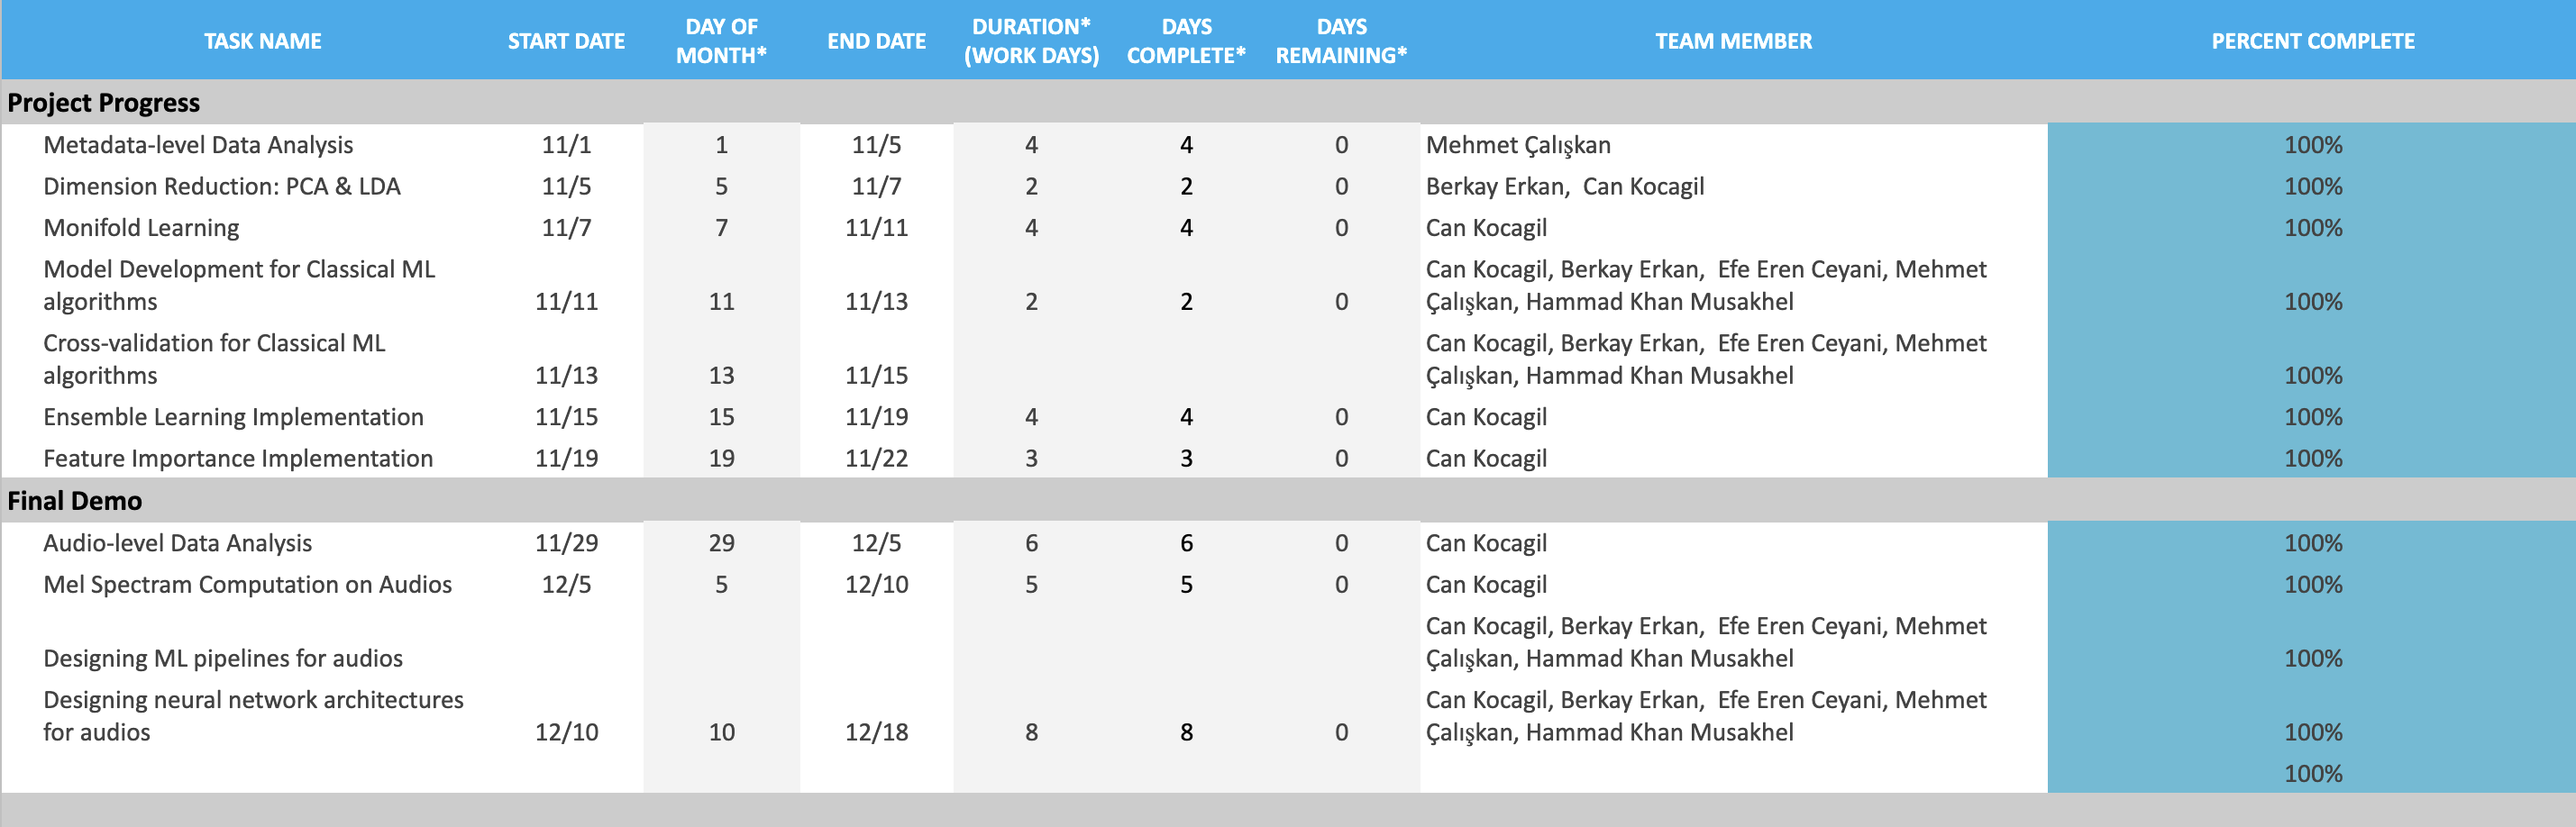 TASK NAME START DATE DAY OF MONTH* END DATE DURATION* (WORK DAYS) DAYS COMPLETE* DAYS REMAINING* TEAM MEMBER PERCENT COMPLETE
Project Progress
Metadata-level Data Analysis 11/1 1 11/5 4 4 0 Mehmet Çalışkan 100%
Dimension Reduction: PCA & LDA 11/5 5 11/7 2 2 0 Berkay Erkan, Can Kocagil 100%
Monifold Learning 11/7 7 11/11 4 4 0 Can Kocagil 100%
Model Development for Classical ML Can Kocagil, Berkay Erkan, Efe Eren Ceyani, Mehmet
algorithms 11/11 11 11/13 2 2 0 Çalışkan, Hammad Khan Musakhel 100%
Cross-validation for Classical ML Can Kocagil, Berkay Erkan, Efe Eren Ceyani, Mehmet
algorithms 11/13 13 11/15 Çalışkan, Hammad Khan Musakhel 100%
Ensemble Learning Implementation 11/15 15 11/19 4 4 0 Can Kocagil 100%
Feature Importance Implementation 11/19 19 11/22 3 3 0 Can Kocagil 100%
Final Demo
Audio-level Data Analysis 11/29 29 12/5 6 6 0 Can Kocagil 100%
Mel Spectram Computation on Audios 12/5 5 12/10 5 5 0 Can Kocagil 100%
Can Kocagil, Berkay Erkan, Efe Eren Ceyani, Mehmet
Designing ML pipelines for audios Çalışkan, Hammad Khan Musakhel 100%
Designing neural network architectures Can Kocagil, Berkay Erkan, Efe Eren Ceyani, Mehmet
for audios 12/10 10 12/18 8 8 0 Çalışkan, Hammad Khan Musakhel 100%
100%